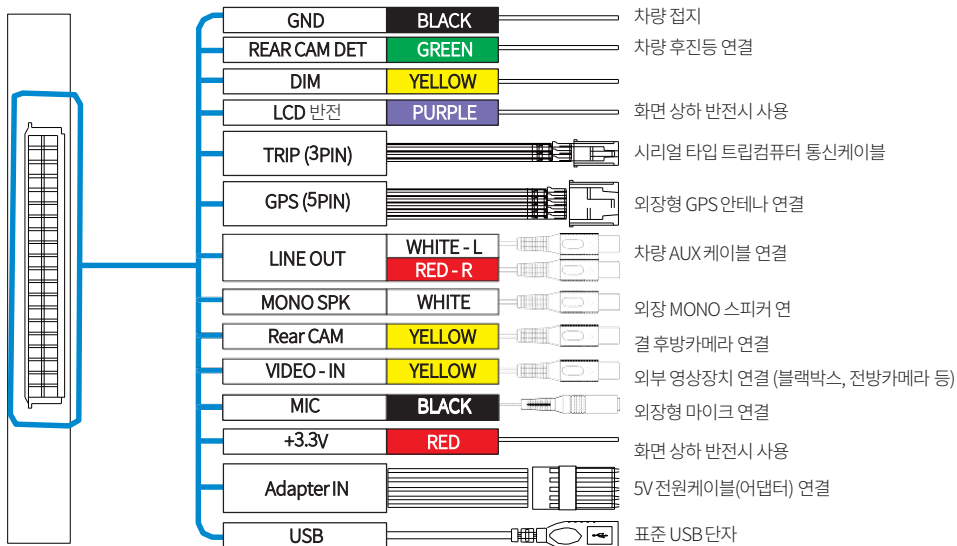 GND BLACK 차량 접지
REAR CAM DET GREEN 차량 후진등 연결
DIM YELLOW
LCD 반전 PURPLE 화면 상하 반전시 사용
TRIP (3PIN) 시리얼 타입 트립컴퓨터 통신케이블
GPS (5PIN) 외장형 GPS 안테나 연결
LINE OUT WHITE - L 차량 AUX 케이블 연결
RED - R
MONO SPK WHITE 외장 MONO 스피커 연
Rear CAM YELLOW 결 후방카메라 연결
VIDEO - IN YELLOW 외부 영상장치 연결 (블랙박스, 전방카메라 등)
MIC BLACK 외장형 마이크 연결
+3.3V RED 화면 상하 반전시 사용
Adapter IN 5V 전원케이블(어댑터) 연결
USB 표준 USB 단자